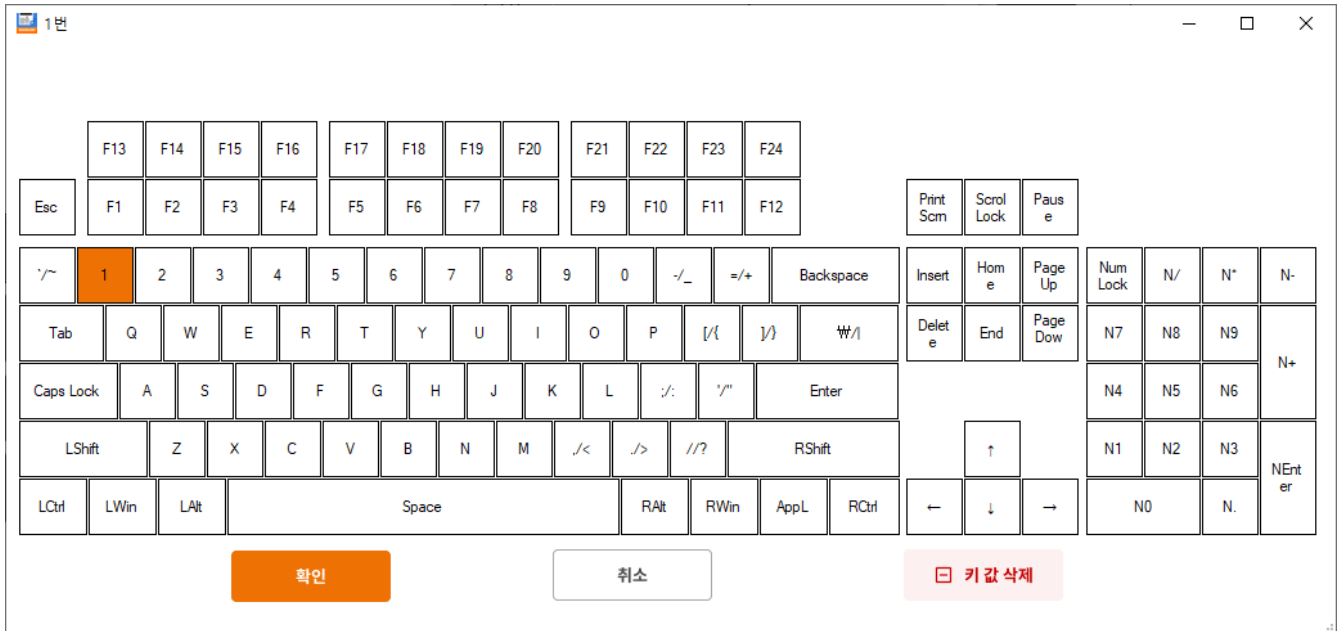 1번
F13 F14 F15 F16 F17 F18 F19 F20 F21 F22 F23 F24
Esc F1 F2 F3 F4 F5 F6 F7 F8 F9 F10 F11 F12 Print Scrn Scrol Lock Paus e
`/~ 1 2 3 4 5 6 7 8 9 0 -/_ =/+ Backspace Insert Hom e Page Up Num Lock N/ N* N-
Tab Q W E R T Y U I O P [/{ ]/} ₩/| Delet e End Page Dow N7 N8 N9 N+
Caps Lock A S D F G H J K L ;/: '/" Enter N4 N5 N6
LShift Z X C V B N M ,/< ./> //? RShift ↑ N1 N2 N3 NEnt er
LCtrl LWin LAlt Space RAlt RWin AppL RCtrl ← ↓ → N0 N.
확인 취소 키 값 삭제